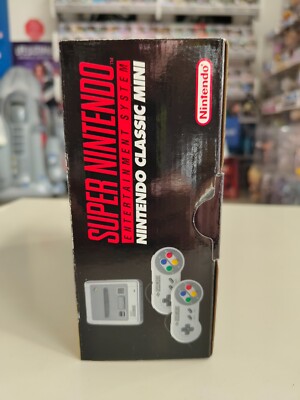 SUPER NINTENDO
ENTERTAINMENT SYSTEM
NINTENDO CLASSIC MINI
Nintendo